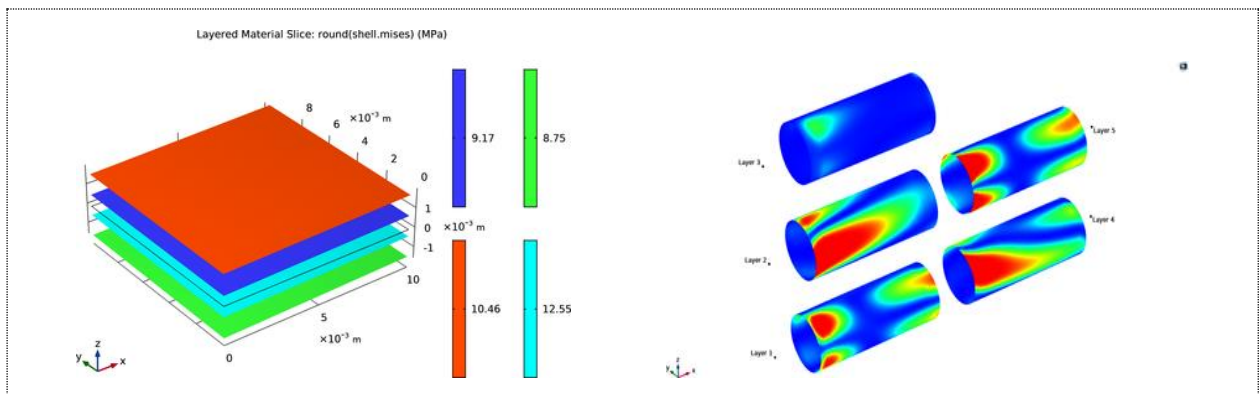 Layered Material Slice: round(shell.mises) (MPa)
8
×10⁻³ m
6
4
2
0
1
0
×10⁻³ m
-1
10
5
×10⁻³ m
0
9.17
8.75
10.46
12.55
z
y
x
Layer 3
Layer 5
Layer 2
Layer 4
Layer 1
z
y
x